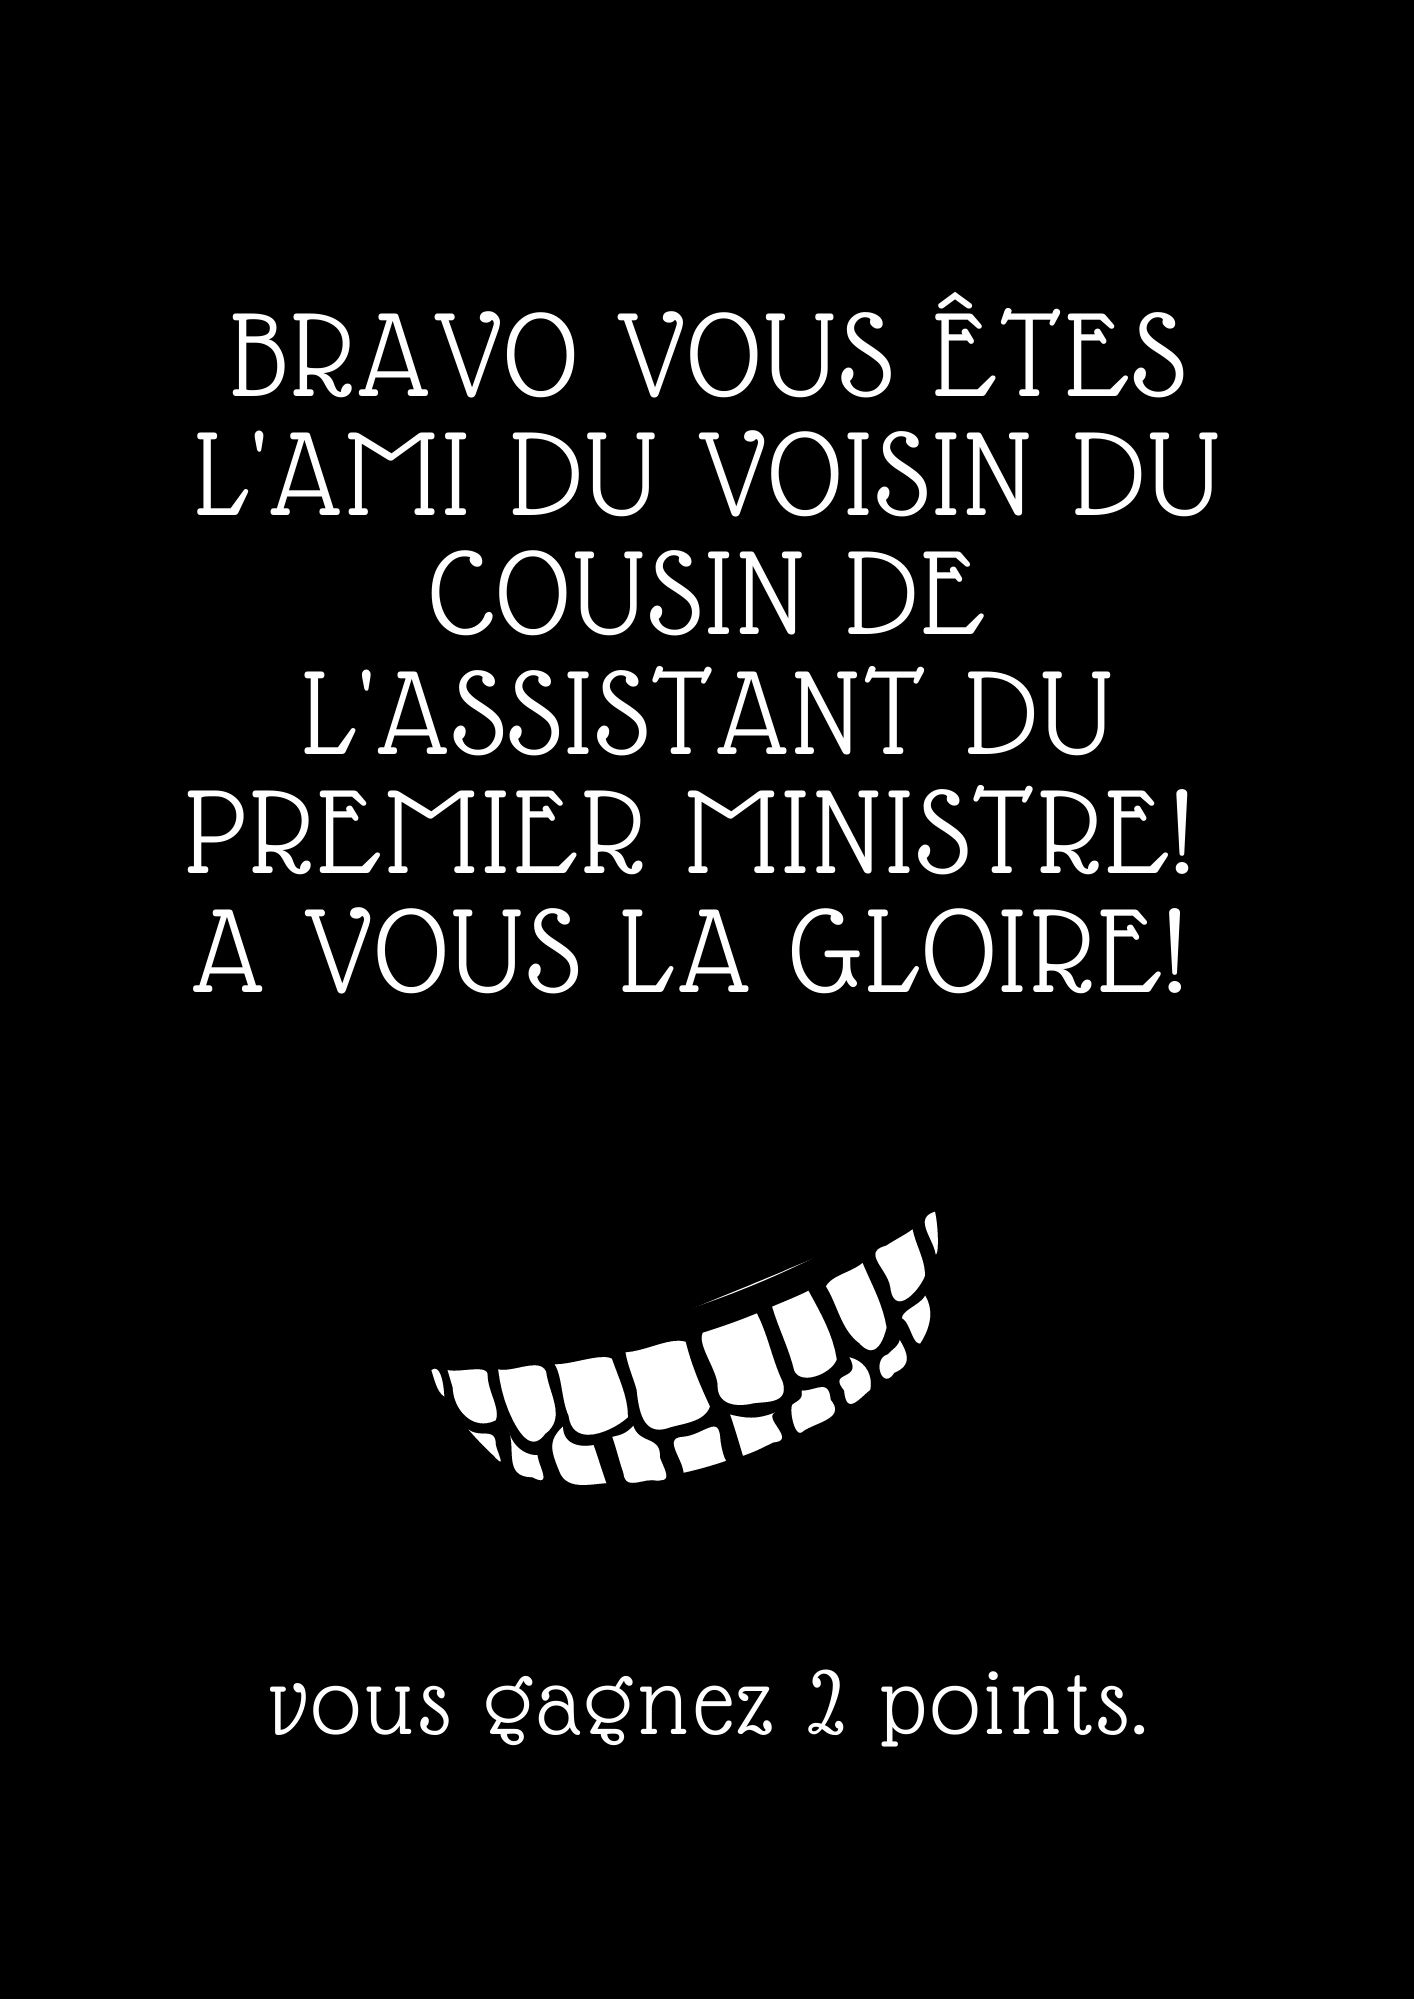 BRAVO VOUS ÊTES
L'AMI DU VOISIN DU
COUSIN DE
L'ASSISTANT DU
PREMIER MINISTRE!
A VOUS LA GLOIRE!
vous gagnez 2 points.